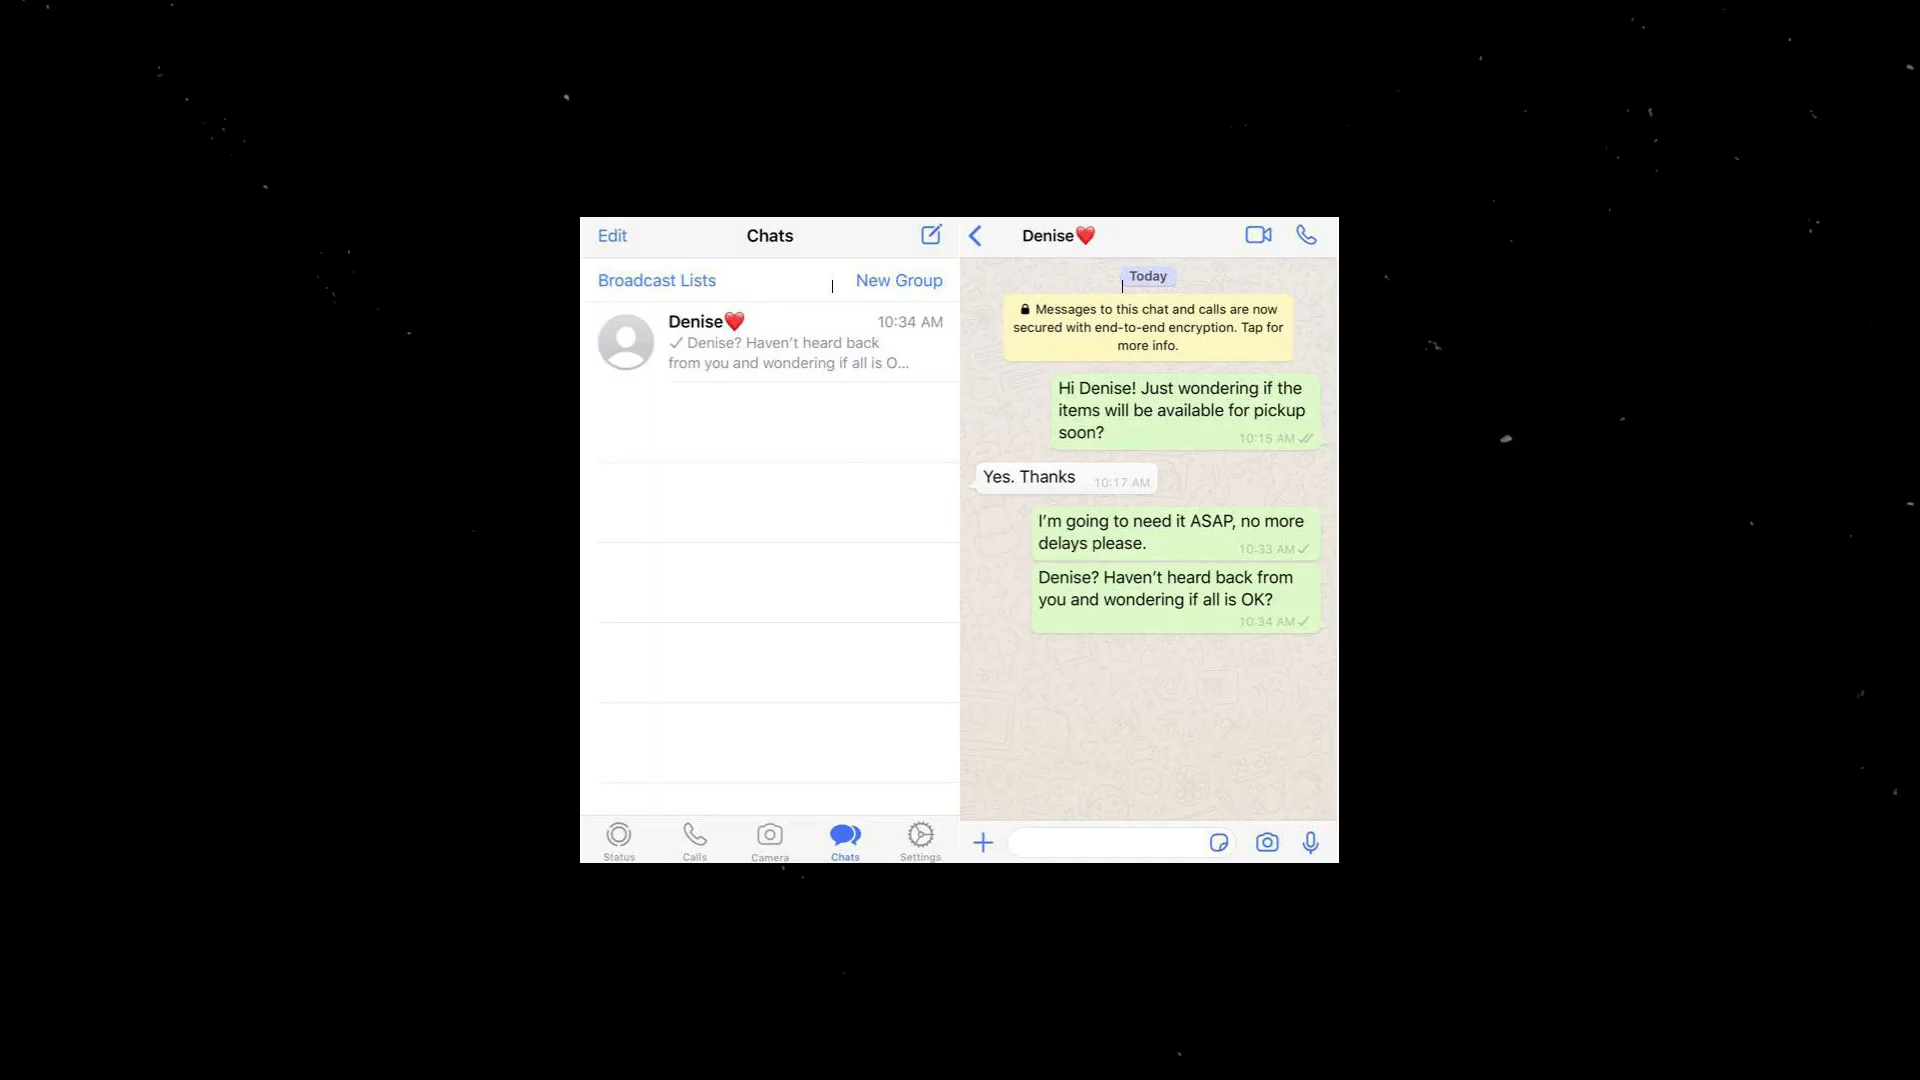 Edit
Chats
Broadcast Lists
New Group
Denise❤️
10:34 AM
✓ Denise? Haven't heard back
from you and wondering if all is O...
Status
Calls
Camera
Chats
Settings
Denise❤️
Today
Messages to this chat and calls are now
secured with end-to-end encryption. Tap for
more info.
Hi Denise! Just wondering if the
items will be available for pickup
soon?
10:15 AM
Yes. Thanks
10:17 AM
I'm going to need it ASAP, no more
delays please.
10:33 AM
Denise? Haven't heard back from
you and wondering if all is OK?
10:34 AM